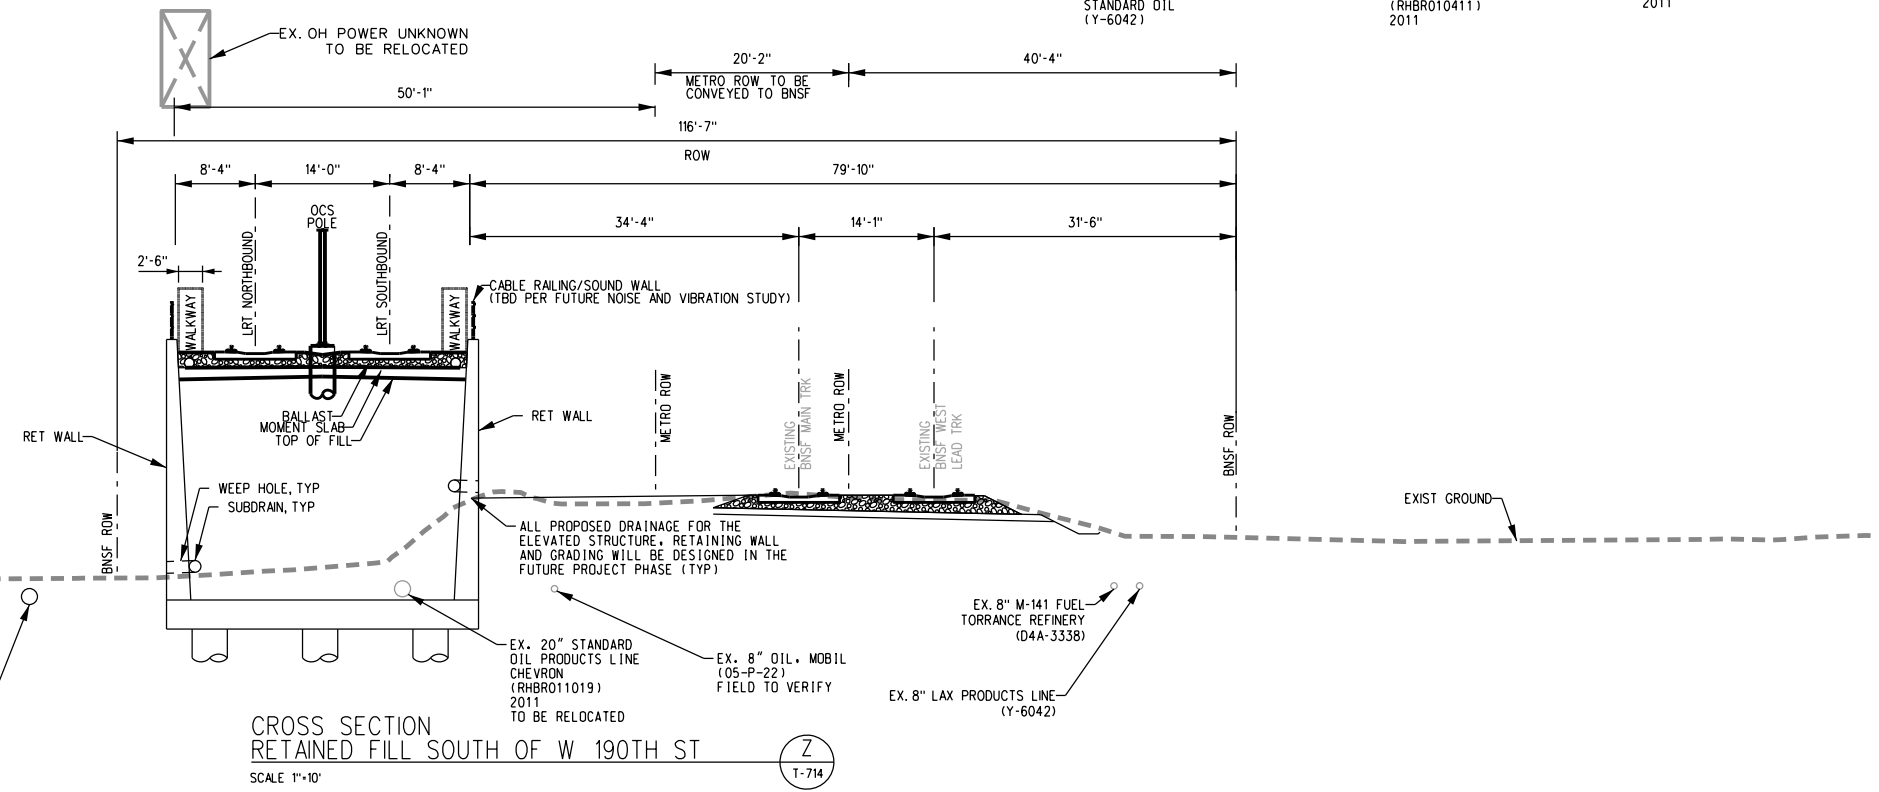 STANDARD OIL
(Y-6042)
(RHBR010411)
2011
2011
EX. OH POWER UNKNOWN
TO BE RELOCATED
20'-2"
40'-4"
METRO ROW TO BE
CONVEYED TO BNSF
50'-1"
116'-7"
ROW
8'-4"
14'-0"
8'-4"
79'-10"
OCS
POLE
34'-4"
14'-1"
31'-6"
2'-6"
LRT NORTHBOUND
LRT SOUTHBOUND
CABLE RAILING/SOUND WALL
(TBD PER FUTURE NOISE AND VIBRATION STUDY)
WALKWAY
WALKWAY
METRO ROW
EXISTING
BNSF MAIN TRK
METRO ROW
EXISTING
BNSF WEST
LEAD TRK
BNSF ROW
BALLAST
MOMENT SLAB
TOP OF FILL
RET WALL
RET WALL
WEEP HOLE, TYP
SUBDRAIN, TYP
BNSF ROW
EXIST GROUND
ALL PROPOSED DRAINAGE FOR THE
ELEVATED STRUCTURE, RETAINING WALL
AND GRADING WILL BE DESIGNED IN THE
FUTURE PROJECT PHASE (TYP)
EX. 8" M-141 FUEL
TORRANCE REFINERY
(D4A-3338)
EX. 20" STANDARD
OIL PRODUCTS LINE
CHEVRON
(RHBR011019)
2011
TO BE RELOCATED
EX. 8" OIL, MOBIL
(05-P-22)
FIELD TO VERIFY
EX. 8" LAX PRODUCTS LINE
(Y-6042)
CROSS SECTION
RETAINED FILL SOUTH OF W 190TH ST
SCALE 1"=10'
Z
T-714